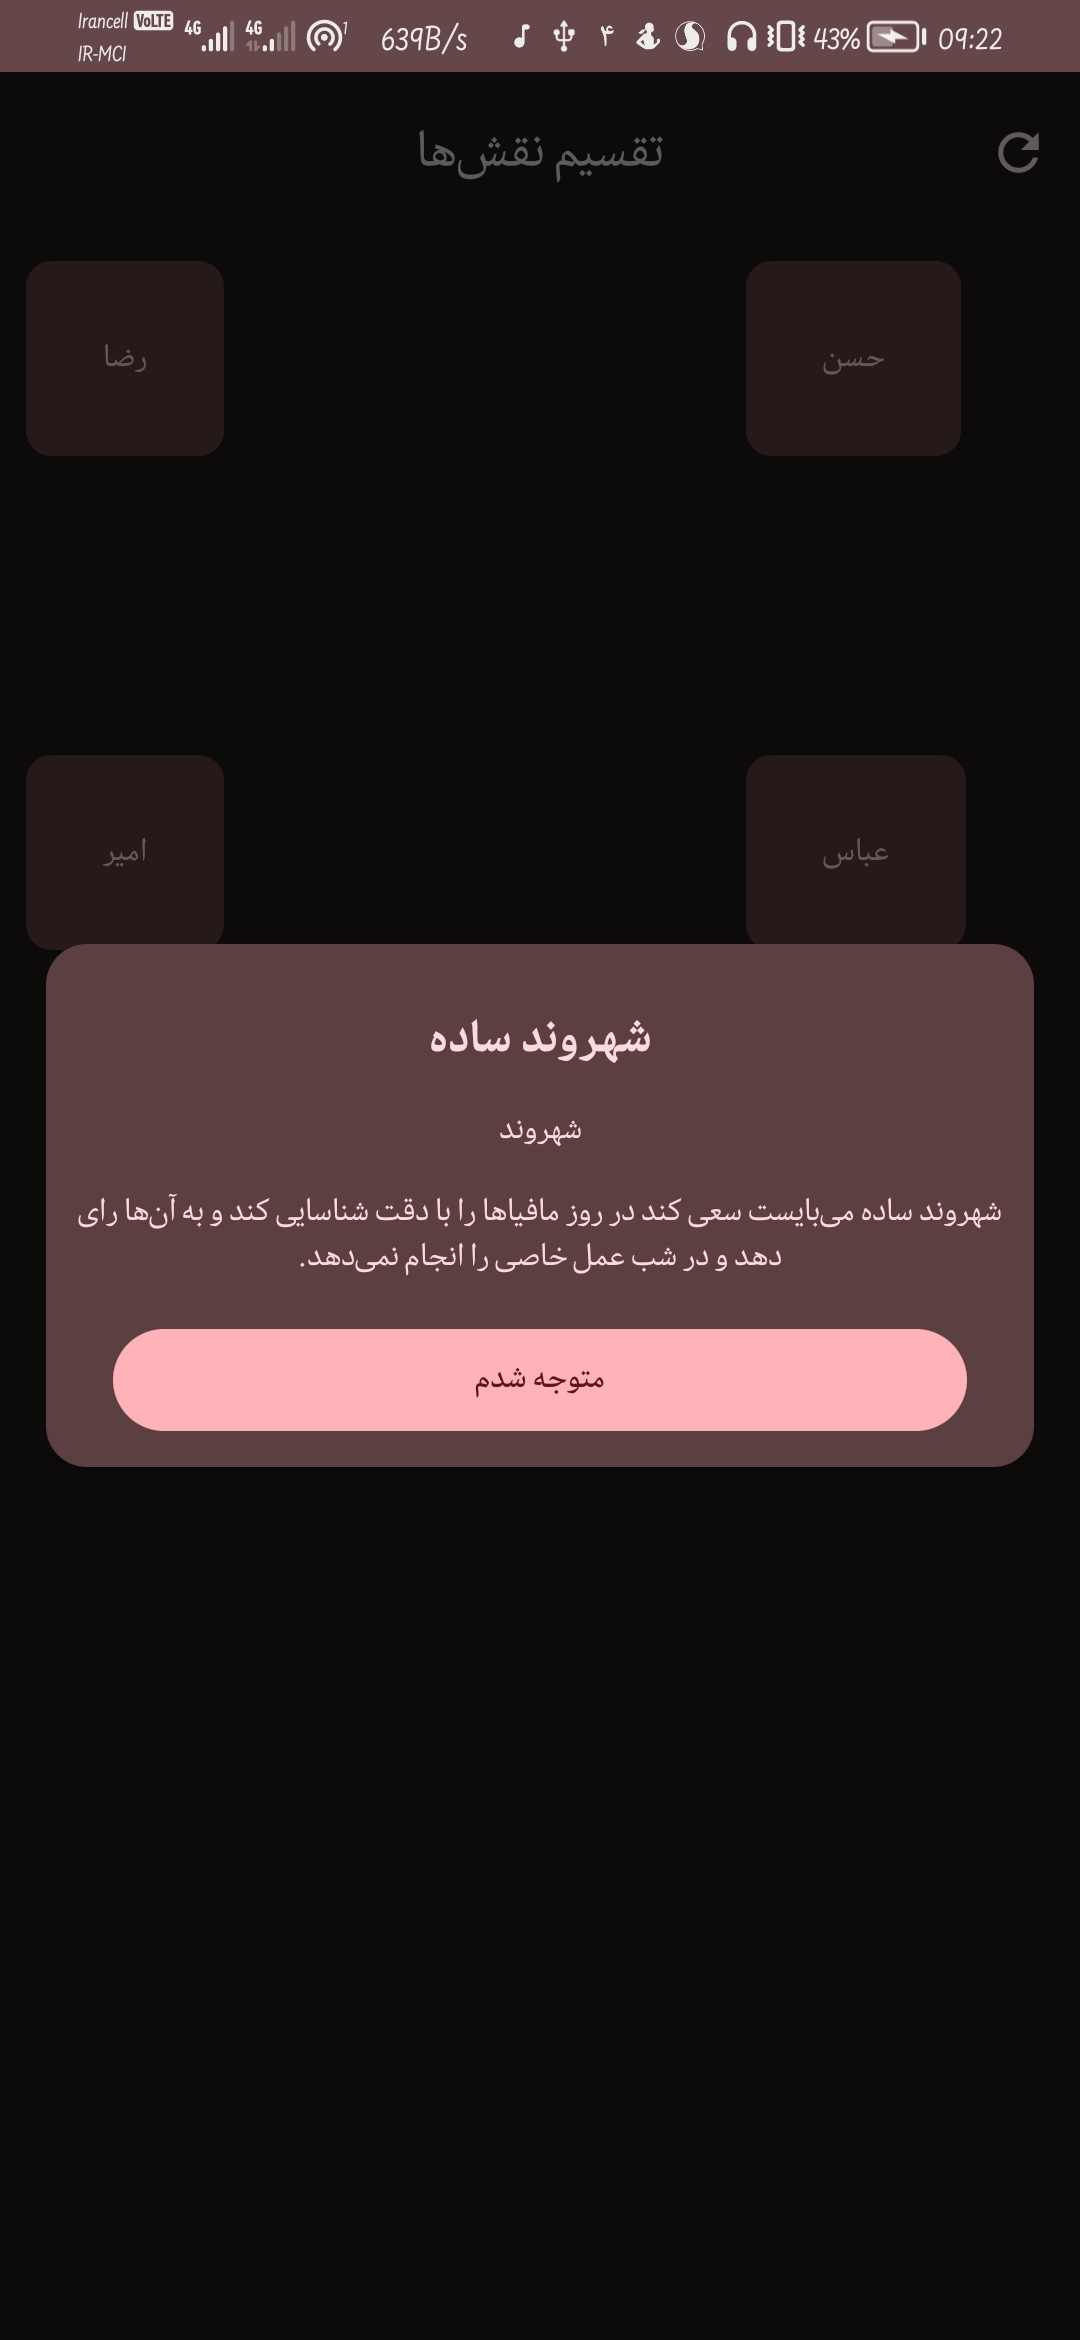 Irancell VoLTE 4G 4G 1 639B/s ۴ 43% 09:22
IR-MCI
تقسیم نقش‌ها
حسن
رضا
عباس
امیر
شهروند ساده
شهروند
شهروند ساده می‌بایست سعی کند در روز مافیاها را با دقت شناسایی کند و به آن‌ها رای
دهد و در شب عمل خاصی را انجام نمی‌دهد.
متوجه شدم